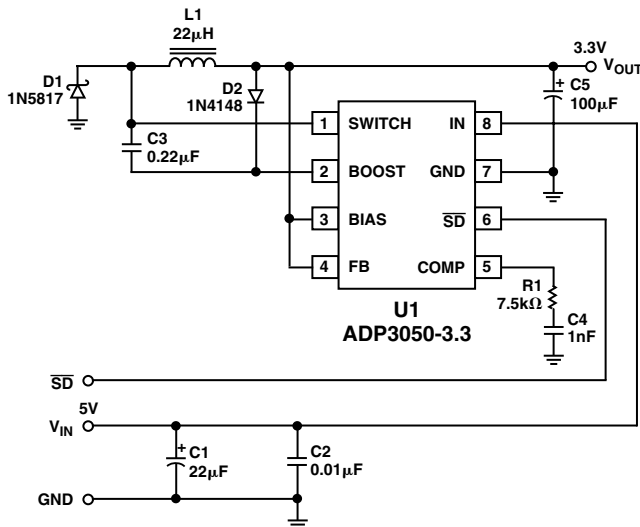 L1
22μH
3.3V
VOUT
D1
1N5817
D2
1N4148
C5
100μF
C3
0.22μF
1 SWITCH IN 8
2 BOOST GND 7
3 BIAS SD 6
4 FB COMP 5
R1
7.5kΩ
U1
ADP3050-3.3
C4
1nF
SD
5V
VIN
C1
22μF
C2
0.01μF
GND